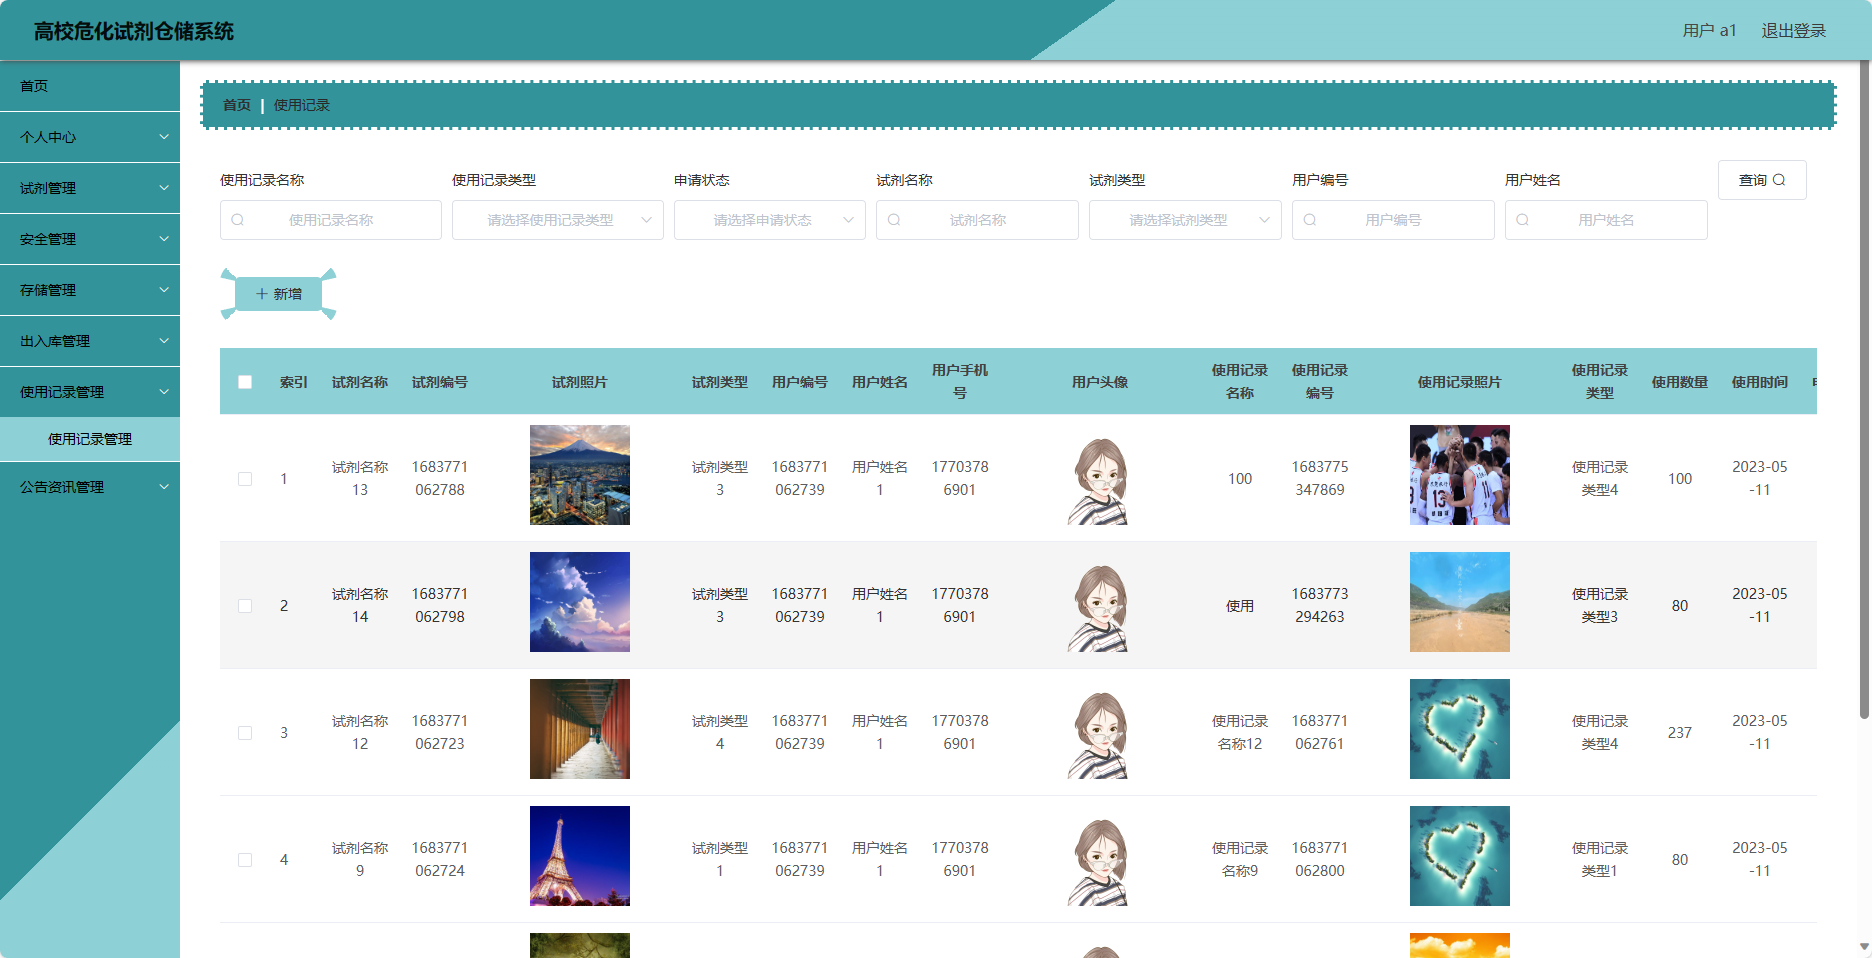 高校危化试剂仓储系统
用户 a1 退出登录
首页
个人中心
试剂管理
安全管理
存储管理
出入库管理
使用记录管理
使用记录管理
公告资讯管理
首页 | 使用记录
使用记录名称 使用记录类型 申请状态 试剂名称 试剂类型 用户编号 用户姓名 查询
使用记录名称 请选择使用记录类型 请选择申请状态 试剂名称 请选择试剂类型 用户编号 用户姓名
+ 新增
索引 试剂名称 试剂编号 试剂照片 试剂类型 用户编号 用户姓名 用户手机号 用户头像 使用记录名称 使用记录编号 使用记录照片 使用记录类型 使用数量 使用时间
1 试剂名称13 1683771062788 试剂类型3 1683771062739 用户姓名1 17703786901 100 1683775347869 使用记录类型4 100 2023-05-11
2 试剂名称14 1683771062798 试剂类型3 1683771062739 用户姓名1 17703786901 使用 1683773294263 使用记录类型3 80 2023-05-11
3 试剂名称12 1683771062723 试剂类型4 1683771062739 用户姓名1 17703786901 使用记录名称12 1683771062761 使用记录类型4 237 2023-05-11
4 试剂名称9 1683771062724 试剂类型1 1683771062739 用户姓名1 17703786901 使用记录名称9 1683771062800 使用记录类型1 80 2023-05-11